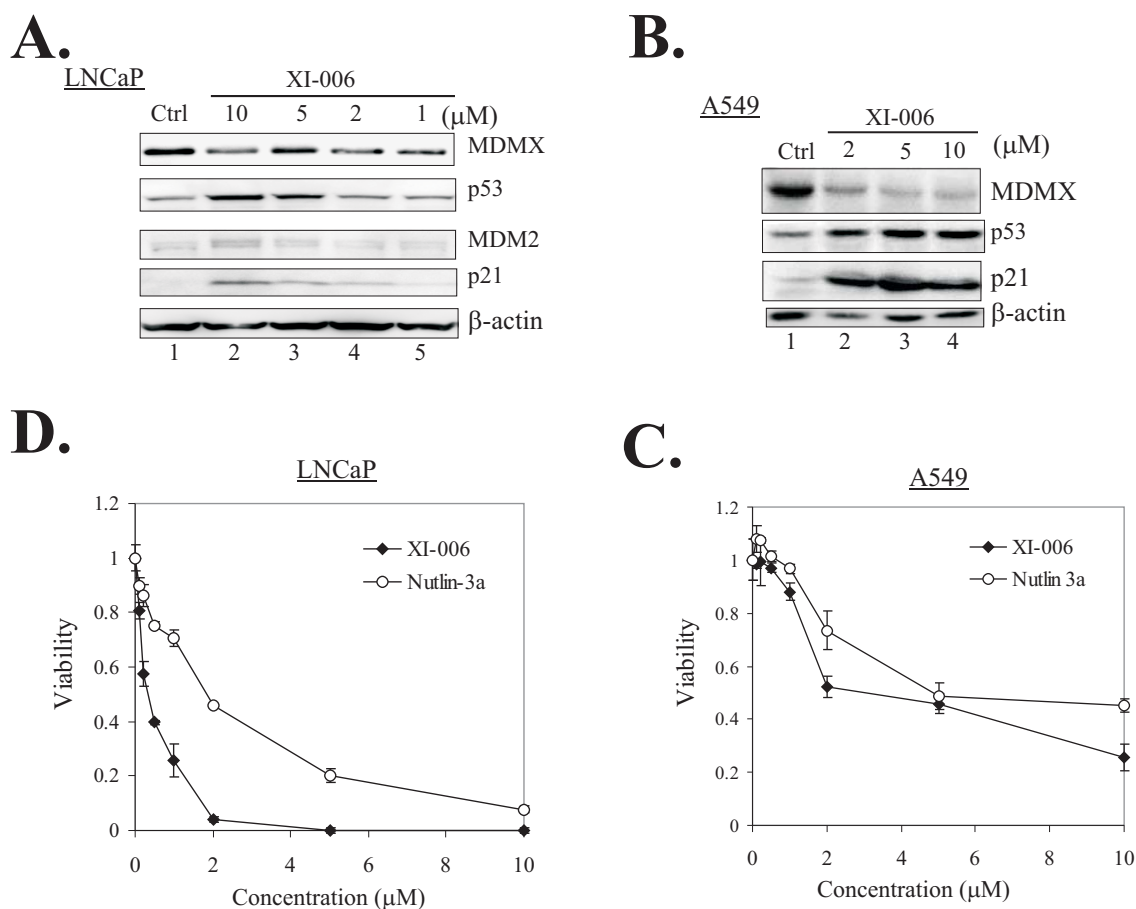 A.
LNCaP
XI-006
Ctrl 10 5 2 1 (μM)
MDMX
p53
MDM2
p21
β-actin
1 2 3 4 5
B.
A549
XI-006
Ctrl 2 5 10 (μM)
MDMX
p53
p21
β-actin
1 2 3 4
D.
LNCaP
1.2
1
0.8
0.6
0.4
0.2
0
Viability
XI-006
Nutlin-3a
0 2 4 6 8 10
Concentration (μM)
C.
A549
1.2
1
0.8
0.6
0.4
0.2
0
Viability
XI-006
Nutlin 3a
0 2 4 6 8 10
Concentration (μM)